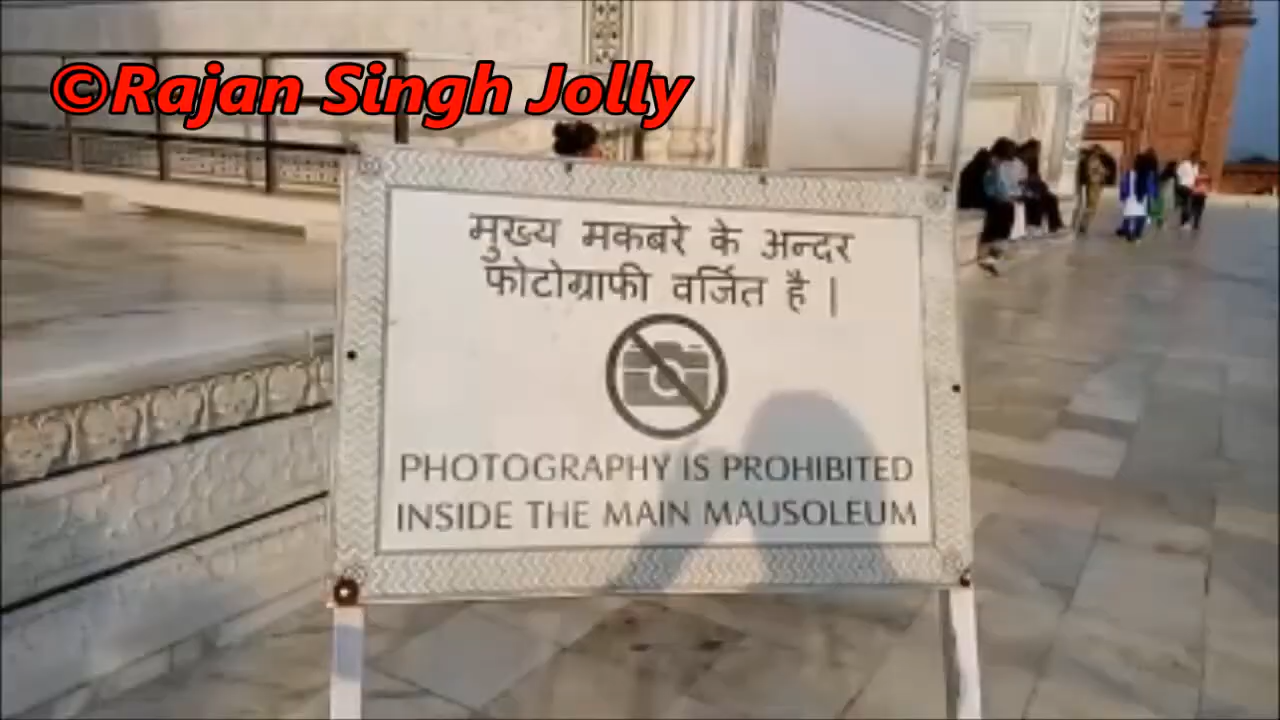 ©Rajan Singh Jolly
मुख्य मकबरे के अन्दर
फोटोग्राफी वर्जित है |
PHOTOGRAPHY IS PROHIBITED
INSIDE THE MAIN MAUSOLEUM